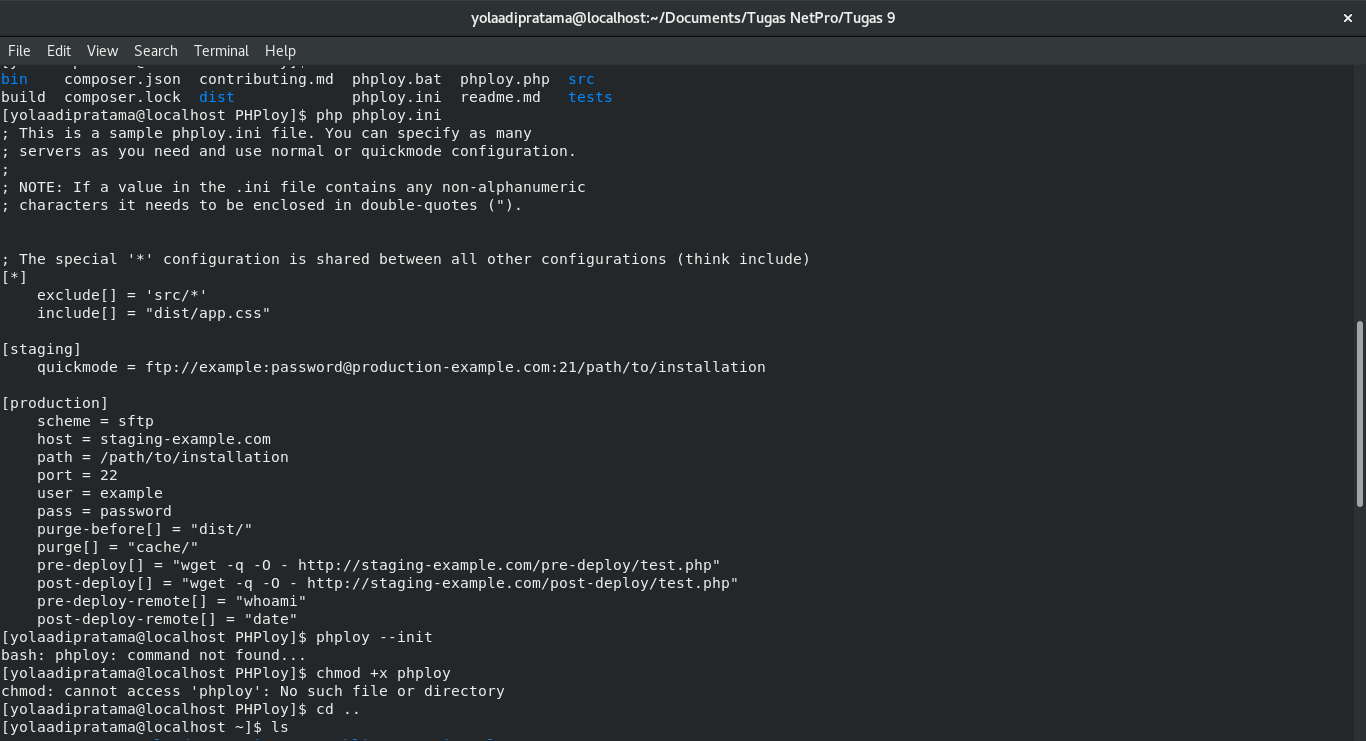 yolaadipratama@localhost:~/Documents/Tugas NetPro/Tugas 9
File Edit View Search Terminal Help
bin    composer.json  contributing.md  phploy.bat  phploy.php  src
build  composer.lock  dist             phploy.ini  readme.md   tests
[yolaadipratama@localhost PHPloy]$ php phploy.ini
; This is a sample phploy.ini file. You can specify as many
; servers as you need and use normal or quickmode configuration.
;
; NOTE: If a value in the .ini file contains any non-alphanumeric
; characters it needs to be enclosed in double-quotes (").
; The special '*' configuration is shared between all other configurations (think include)
[*]
    exclude[] = 'src/*'
    include[] = "dist/app.css"
[staging]
    quickmode = ftp://example:password@production-example.com:21/path/to/installation
[production]
    scheme = sftp
    host = staging-example.com
    path = /path/to/installation
    port = 22
    user = example
    pass = password
    purge-before[] = "dist/"
    purge[] = "cache/"
    pre-deploy[] = "wget -q -O - http://staging-example.com/pre-deploy/test.php"
    post-deploy[] = "wget -q -O - http://staging-example.com/post-deploy/test.php"
    pre-deploy-remote[] = "whoami"
    post-deploy-remote[] = "date"
[yolaadipratama@localhost PHPloy]$ phploy --init
bash: phploy: command not found...
[yolaadipratama@localhost PHPloy]$ chmod +x phploy
chmod: cannot access 'phploy': No such file or directory
[yolaadipratama@localhost PHPloy]$ cd ..
[yolaadipratama@localhost ~]$ ls